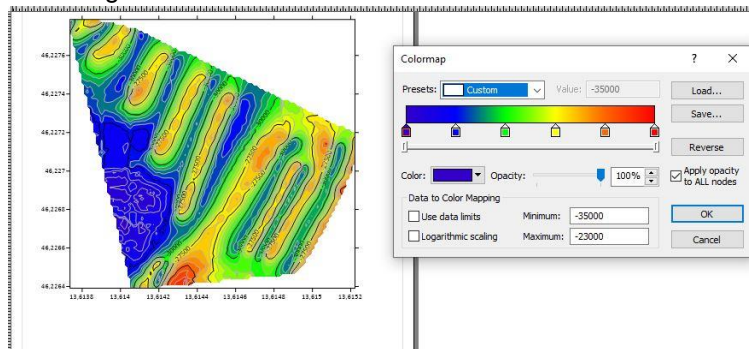 46,2276
46,2274
46,2272
46,227
46,2268
46,2266
46,2264
13,6138 13,614 13,6142 13,6144 13,6146 13,6148 13,615 13,6152
Colormap ? ×
Presets: Custom Value: -35000 Load...
Save...
Reverse
Color: Opacity: 100% Apply opacity to ALL nodes
Data to Color Mapping
Use data limits Minimum: -35000 OK
Logarithmic scaling Maximum: -23000 Cancel